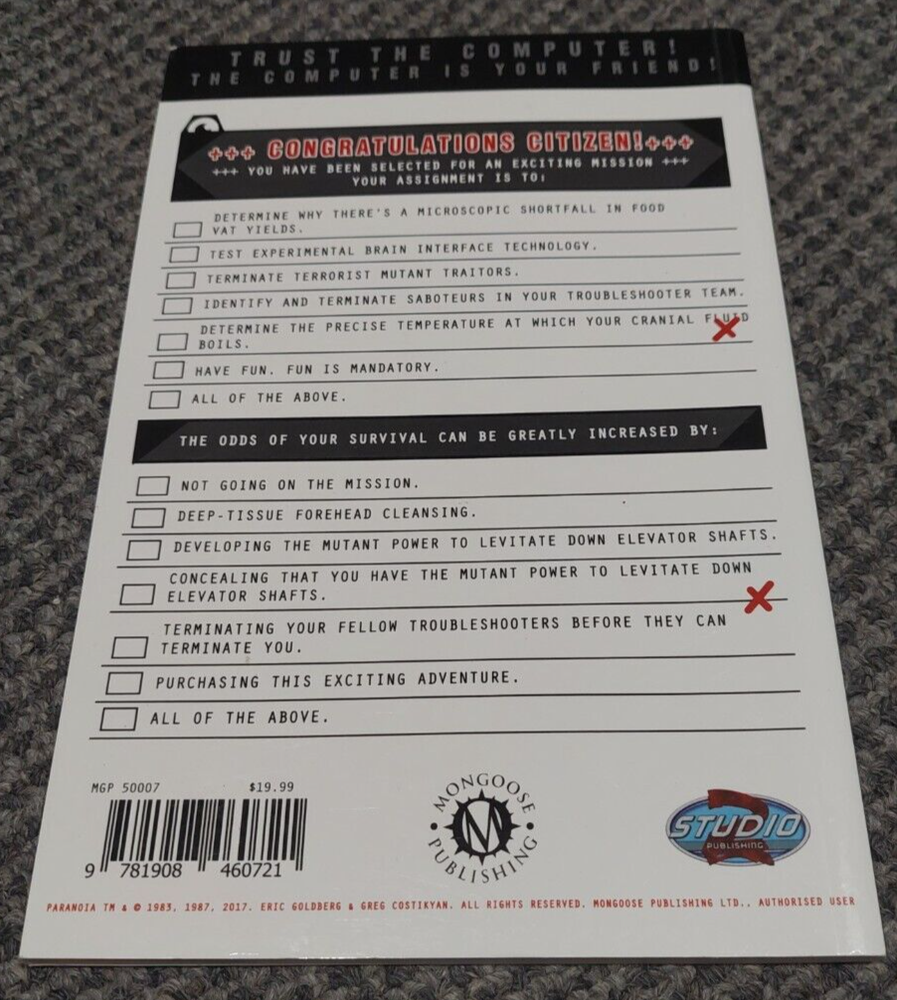 TRUST THE COMPUTER!
THE COMPUTER IS YOUR FRIEND!
+++ CONGRATULATIONS CITIZEN!+++
+++ YOU HAVE BEEN SELECTED FOR AN EXCITING MISSION +++
YOUR ASSIGNMENT IS TO:
DETERMINE WHY THERE'S A MICROSCOPIC SHORTFALL IN FOOD
VAT YIELDS.
TEST EXPERIMENTAL BRAIN INTERFACE TECHNOLOGY.
TERMINATE TERRORIST MUTANT TRAITORS.
IDENTIFY AND TERMINATE SABOTEURS IN YOUR TROUBLESHOOTER TEAM.
DETERMINE THE PRECISE TEMPERATURE AT WHICH YOUR CRANIAL FLUID
BOILS.
HAVE FUN. FUN IS MANDATORY.
ALL OF THE ABOVE.
THE ODDS OF YOUR SURVIVAL CAN BE GREATLY INCREASED BY:
NOT GOING ON THE MISSION.
DEEP-TISSUE FOREHEAD CLEANSING.
DEVELOPING THE MUTANT POWER TO LEVITATE DOWN ELEVATOR SHAFTS.
CONCEALING THAT YOU HAVE THE MUTANT POWER TO LEVITATE DOWN
ELEVATOR SHAFTS.
TERMINATING YOUR FELLOW TROUBLESHOOTERS BEFORE THEY CAN
TERMINATE YOU.
PURCHASING THIS EXCITING ADVENTURE.
ALL OF THE ABOVE.
MGP 50007 $19.99
9 781908 460721
MONGOOSE
M
PUBLISHING
2
STUDIO
PUBLISHING
PARANOIA TM & © 1983, 1987, 2017. ERIC GOLDBERG & GREG COSTIKYAN. ALL RIGHTS RESERVED. MONGOOSE PUBLISHING LTD., AUTHORISED USER